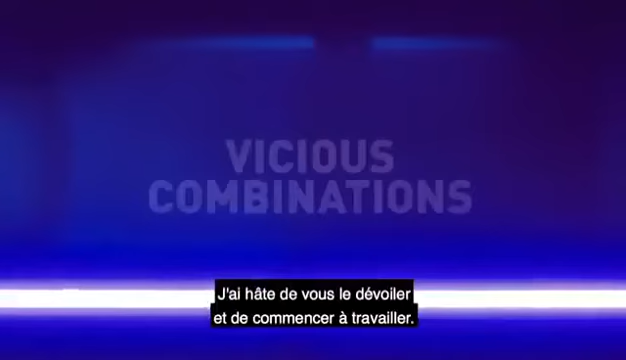 VICIOUS
COMBINATIONS
J'ai hâte de vous le dévoiler
et de commencer à travailler.